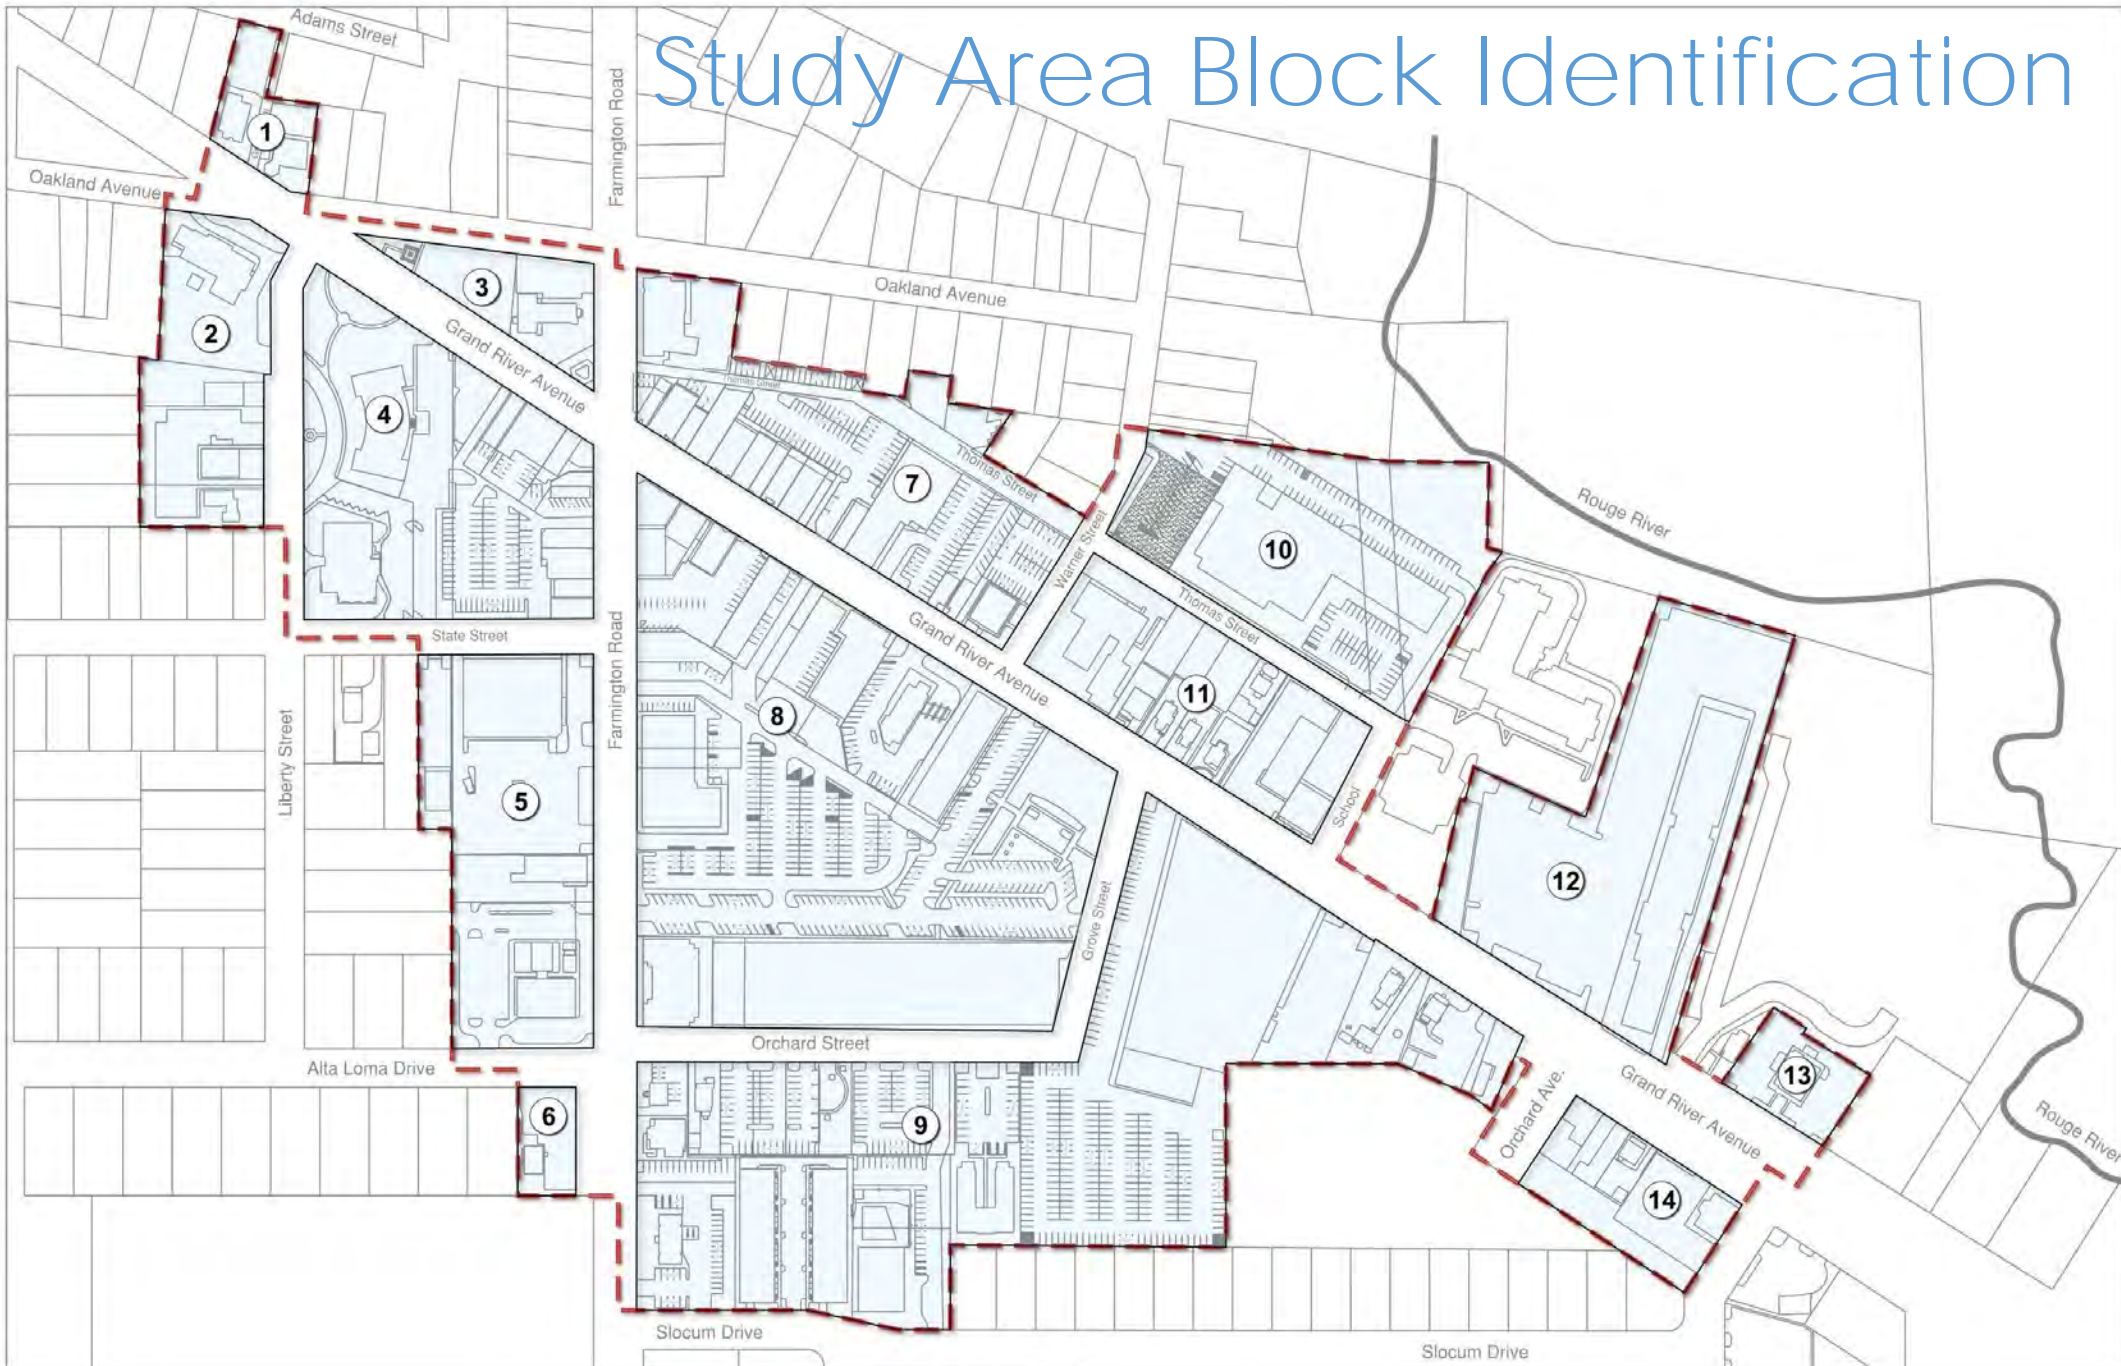 Study Area Block Identification
Adams Street
Farmington Road
1
Oakland Avenue
2
3
Oakland Avenue
Grand River Avenue
4
Thomas Street
7
Thomas Street
Rouge River
Warner Street
10
Thomas Street
Grand River Avenue
State Street
Farmington Road
8
11
Liberty Street
5
School
12
Grove Street
Orchard Street
Alta Loma Drive
6
9
Orchard Ave.
Grand River Avenue
13
14
Rouge River
Slocum Drive
Slocum Drive